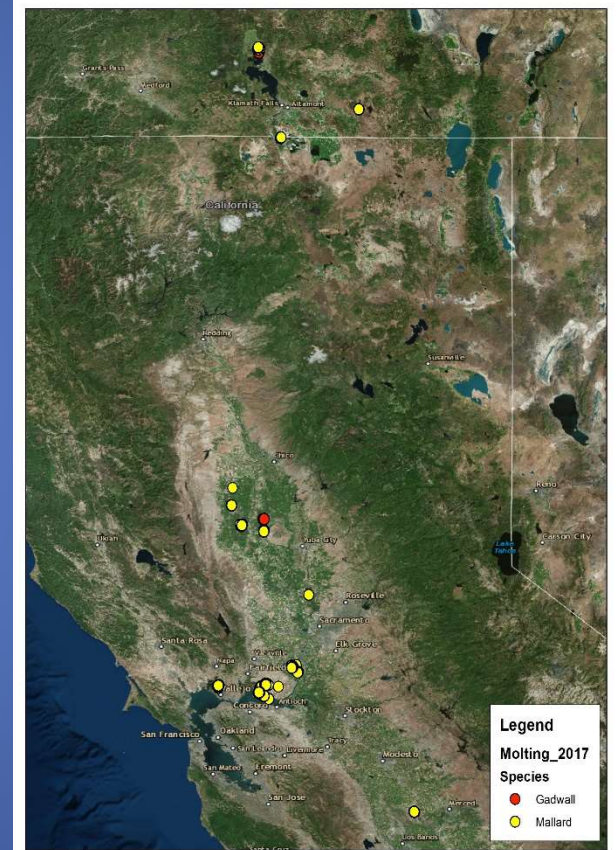 Grants Pass
Medford
Klamath Falls
Altamont
California
Redding
Susanville
Chico
Reno
Ukiah
Yuba City
Carson City
Lake
Tahoe
Roseville
Sacramento
Santa Rosa
Elk Grove
Napa
Vallejo
Antioch
Concord
Stockton
San Francisco
Oakland
Livermore
Tracy
Modesto
San Mateo
Fremont
San Jose
Merced
Los Banos
Santa Cruz
Legend
Molting_2017
Species
Gadwall
Mallard